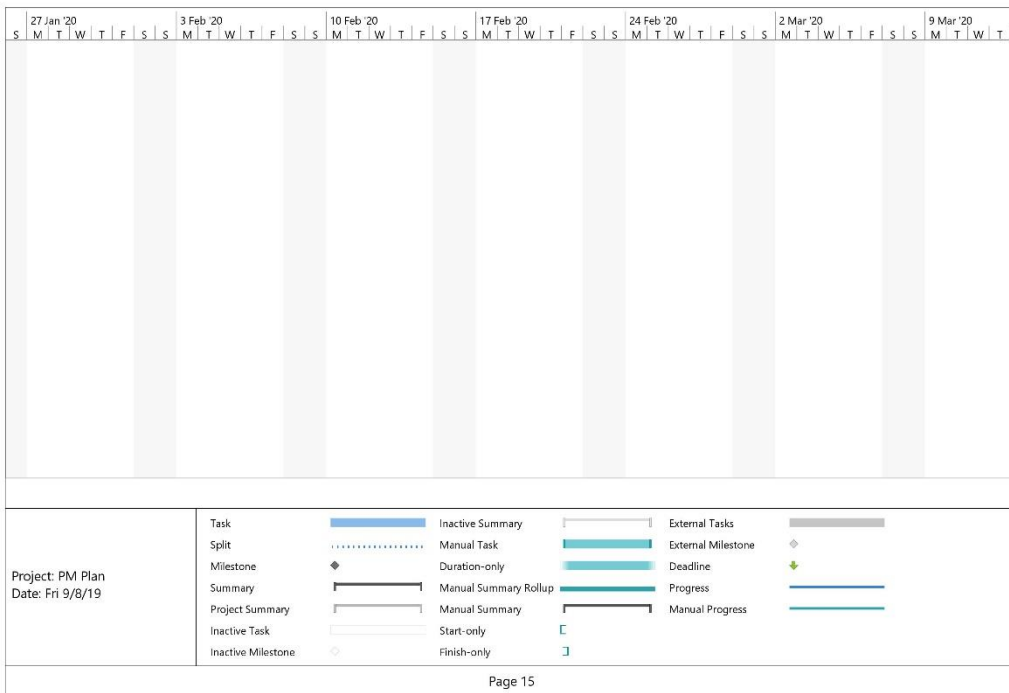 27 Jan '20 3 Feb '20 10 Feb '20 17 Feb '20 24 Feb '20 2 Mar '20 9 Mar '20
S M T W T F S S M T W T F S S M T W T F S S M T W T F S S M T W T F S S M T W T F S S M T W T
Task Inactive Summary External Tasks
Split Manual Task External Milestone
Milestone Duration-only Deadline
Summary Manual Summary Rollup Progress
Project Summary Manual Summary Manual Progress
Inactive Task Start-only
Inactive Milestone Finish-only
Project: PM Plan
Date: Fri 9/8/19
Page 15